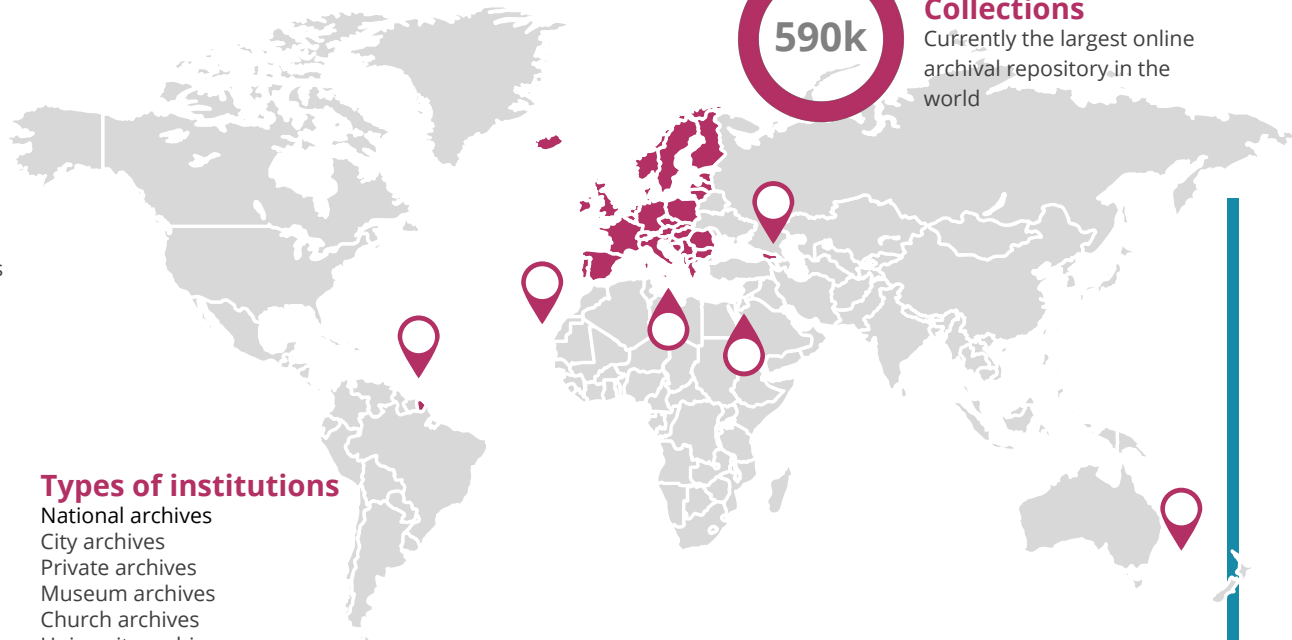 590k
Collections
Currently the largest online
archival repository in the
world
Types of institutions
National archives
City archives
Private archives
Museum archives
Church archives